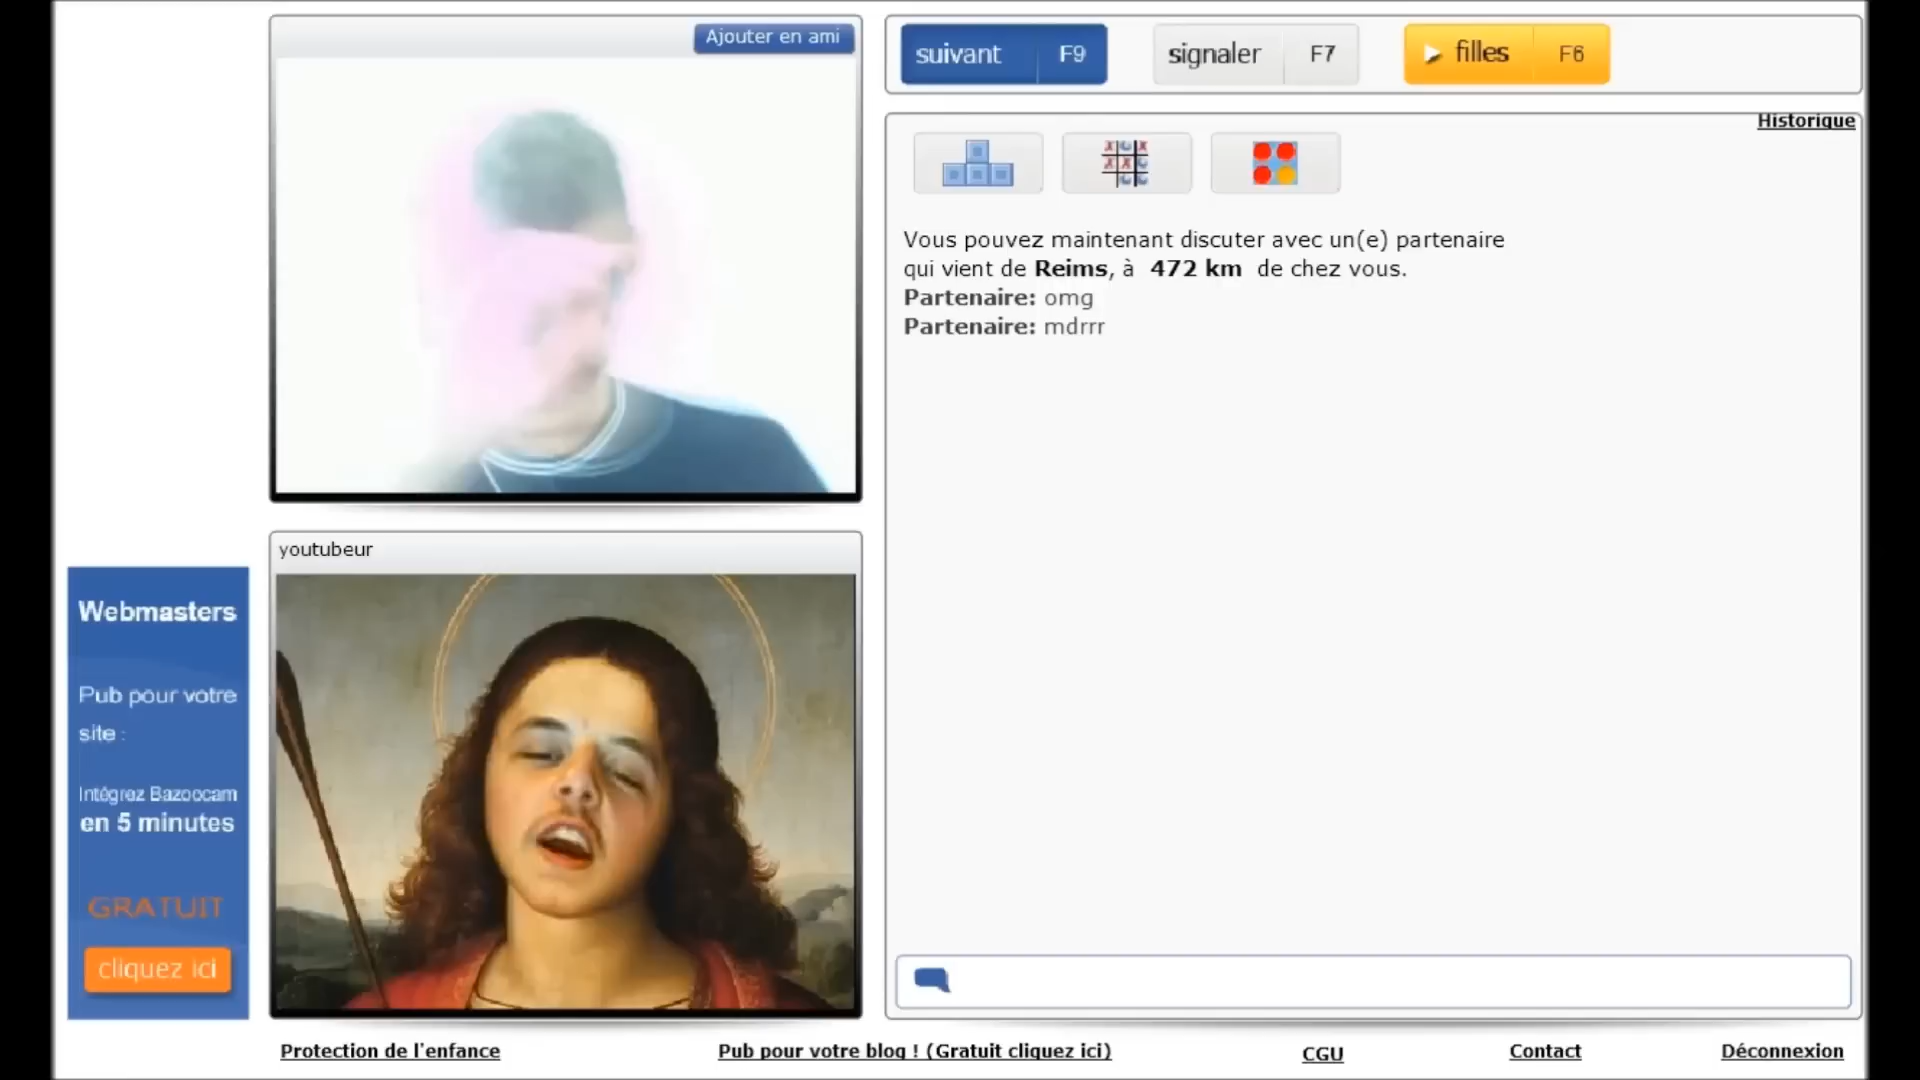 Ajouter en ami
suivant F9
signaler F7
filles F6
Historique
Vous pouvez maintenant discuter avec un(e) partenaire
qui vient de Reims, à 472 km de chez vous.
Partenaire: omg
Partenaire: mdrrr
youtubeur
Webmasters
Pub pour votre
site :
Intégrez Bazoocam
en 5 minutes
GRATUIT
cliquez ici
Protection de l'enfance
Pub pour votre blog ! (Gratuit cliquez ici)
CGU
Contact
Déconnexion